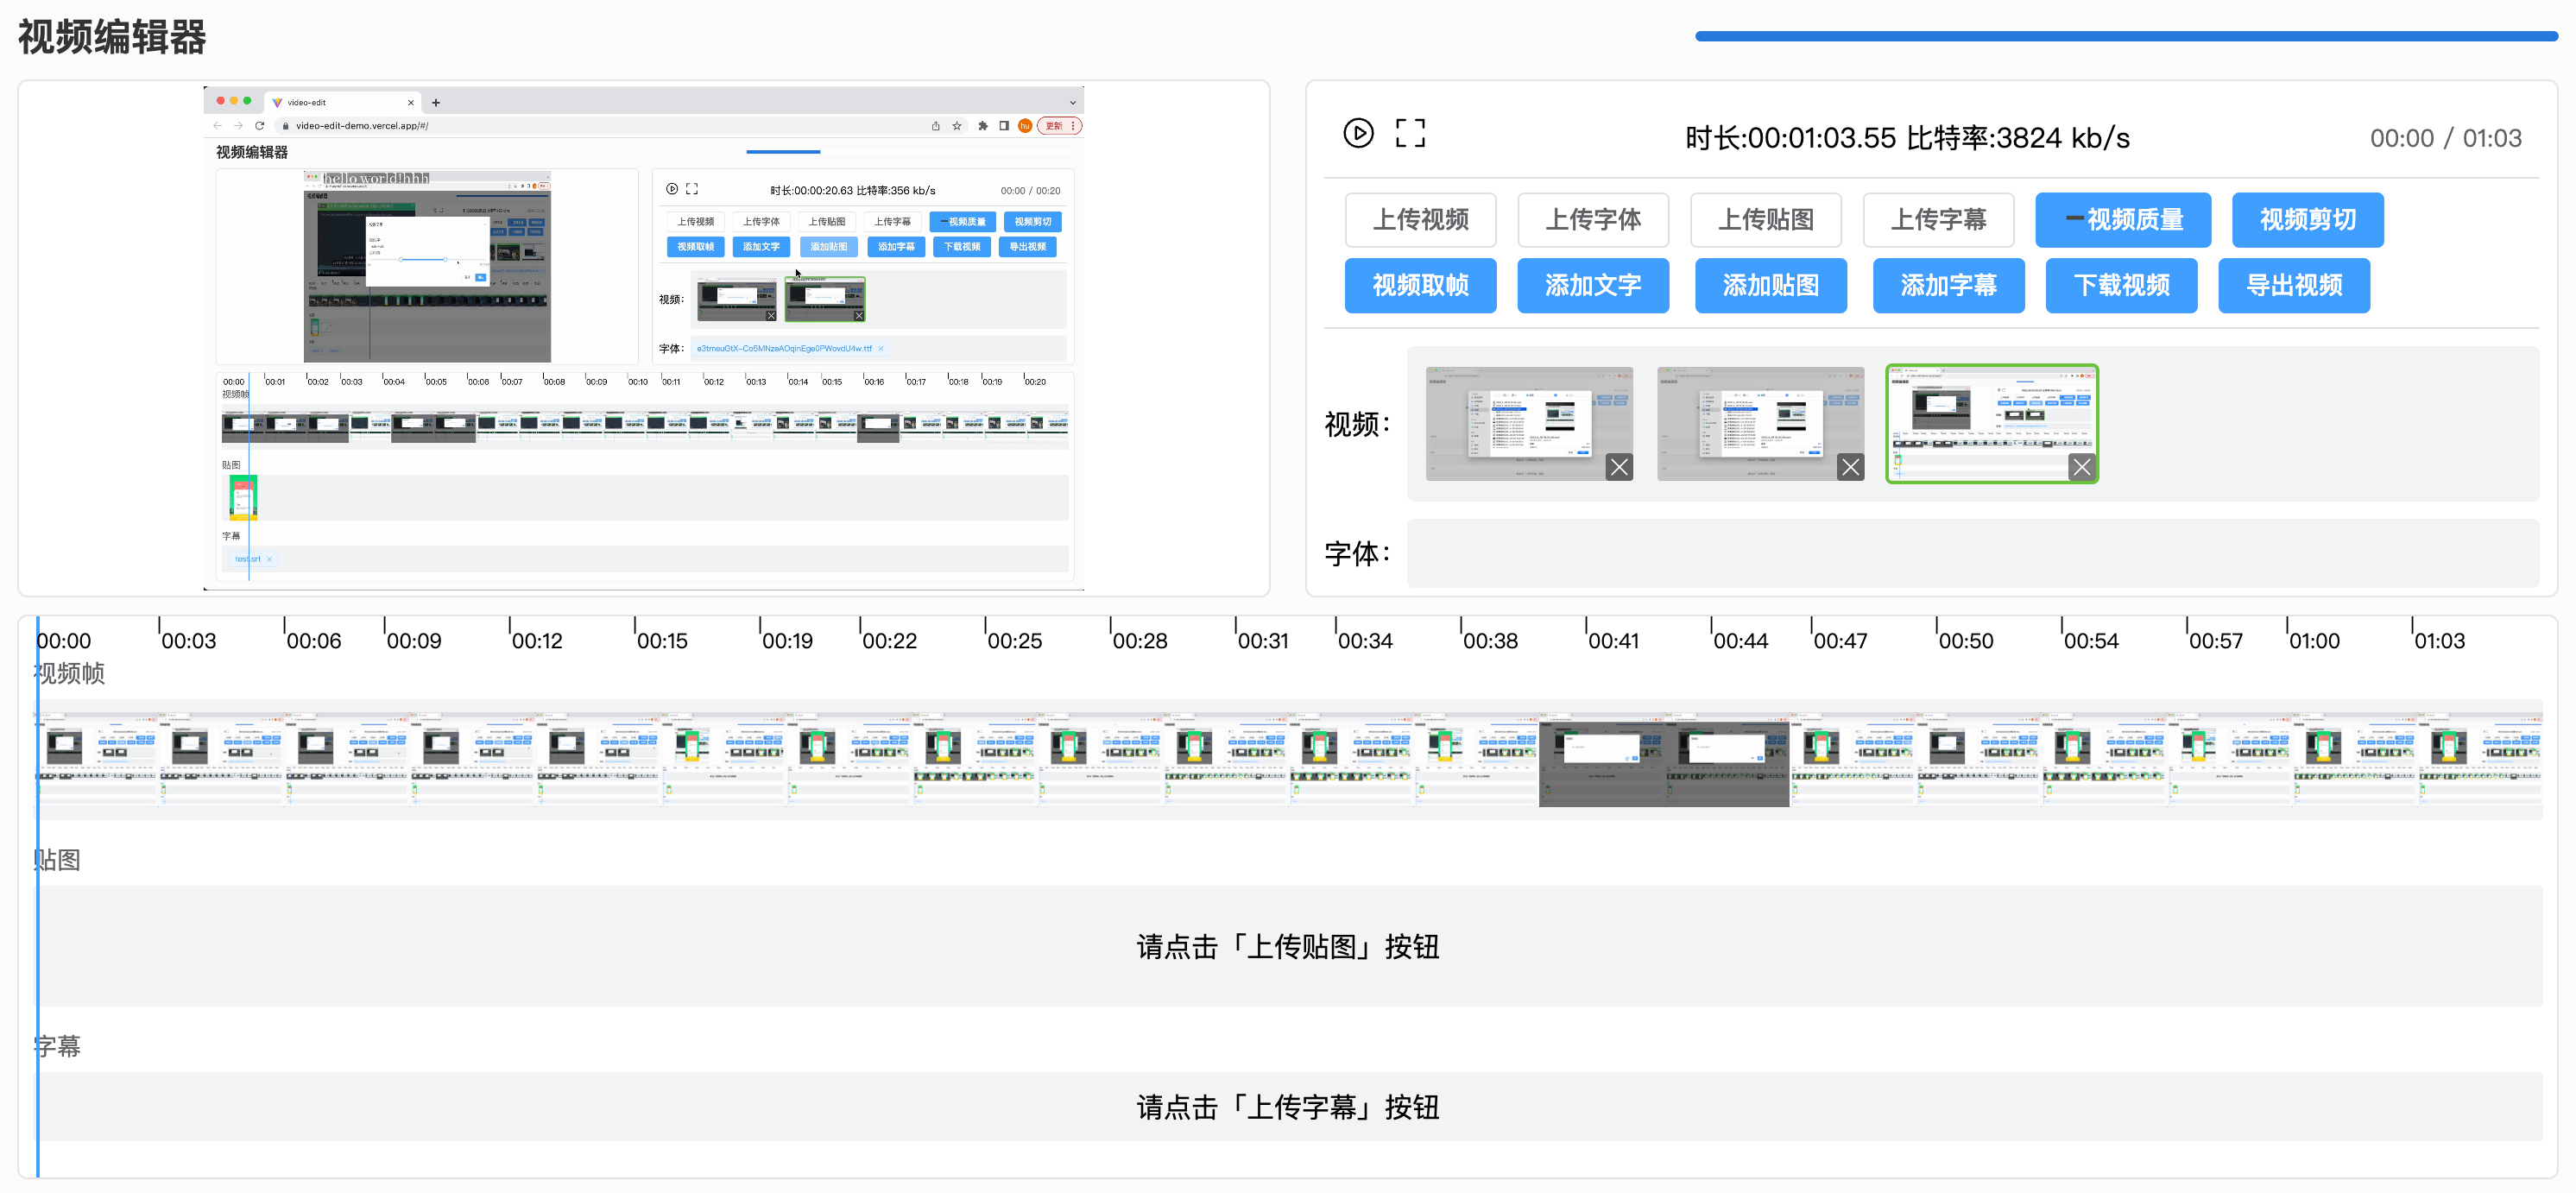 视频编辑器
video-edit
video-edit-demo.vercel.app/#/
hu
更新
视频编辑器
hello world!hhh
时长:00:00:20.63 比特率:356 kb/s
00:00 / 00:20
上传视频 上传字体 上传贴图 上传字幕 视频质量 视频剪切
视频取帧 添加文字 添加贴图 添加字幕 下载视频 导出视频
视频:
字体:
00:00 00:01 00:02 00:03 00:04 00:05 00:06 00:07 00:08 00:09 00:10 00:11 00:12 00:13 00:14 00:15 00:16 00:17 00:18 00:19 00:20
视频帧
贴图
字幕
test.srt
时长:00:01:03.55 比特率:3824 kb/s
00:00 / 01:03
上传视频 上传字体 上传贴图 上传字幕 视频质量 视频剪切
视频取帧 添加文字 添加贴图 添加字幕 下载视频 导出视频
视频:
字体:
00:00 00:03 00:06 00:09 00:12 00:15 00:19 00:22 00:25 00:28 00:31 00:34 00:38 00:41 00:44 00:47 00:50 00:54 00:57 01:00 01:03
视频帧
贴图
请点击「上传贴图」按钮
字幕
请点击「上传字幕」按钮